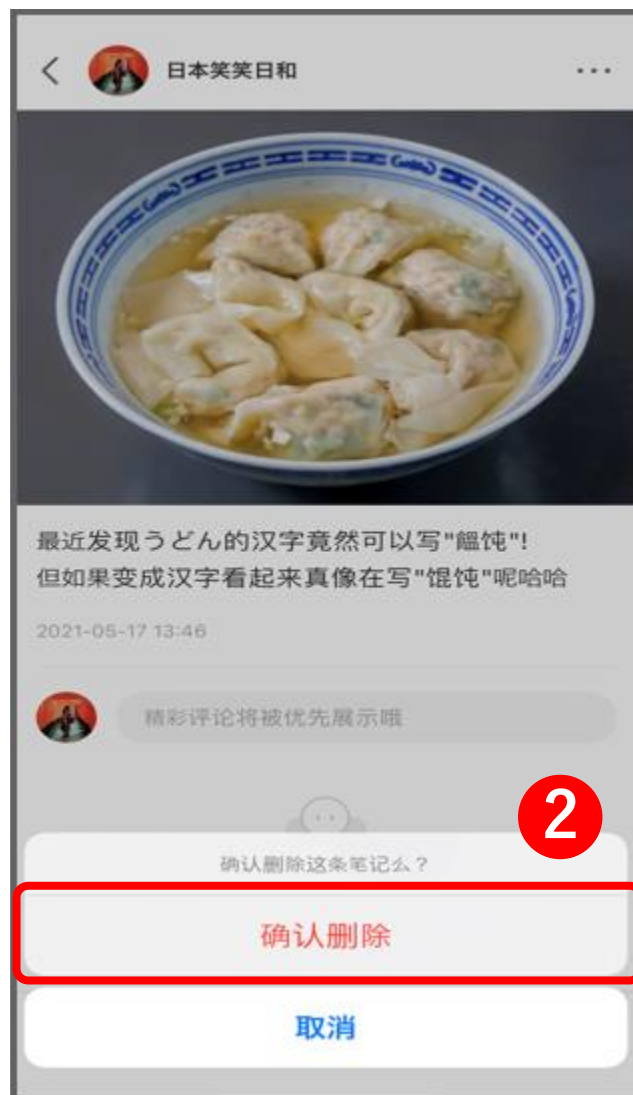 日本笑笑日和
最近发现うどん的汉字竟然可以写"饂饨"!
但如果变成汉字看起来真像在写"馄饨"呢哈哈
2021-05-17 13:46
精彩评论将被优先展示哦
2
确认删除这条笔记么？
确认删除
取消